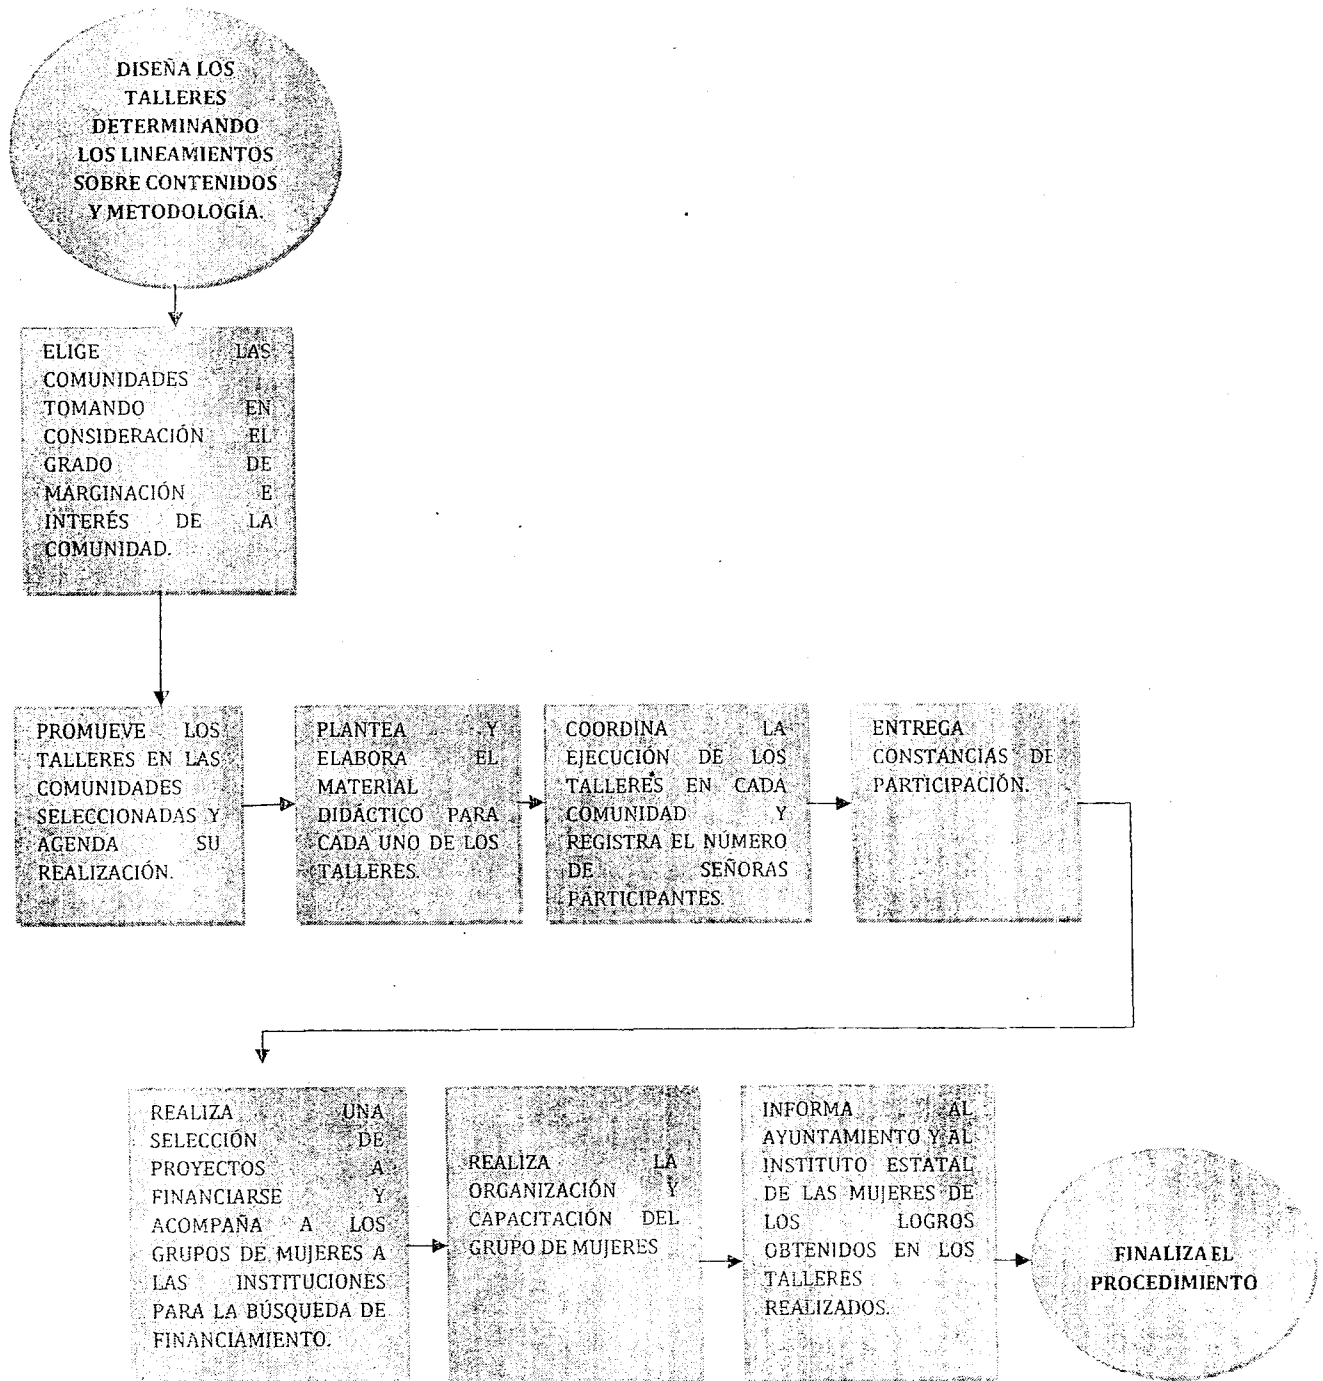 DISEÑA LOS
TALLERES
DETERMINANDO
LOS LINEAMIENTOS
SOBRE CONTENIDOS
Y METODOLOGÍA.
ELIGE LAS
COMUNIDADES
TOMANDO EN
CONSIDERACIÓN EL
GRADO DE
MARGINACIÓN E
INTERÉS DE LA
COMUNIDAD.
PROMUEVE LOS
TALLERES EN LAS
COMUNIDADES
SELECCIONADAS Y
AGENDA SU
REALIZACIÓN.
PLANTEA Y
ELABORA EL
MATERIAL
DIDÁCTICO PARA
CADA UNO DE LOS
TALLERES.
COORDINA LA
EJECUCIÓN DE LOS
TALLERES EN CADA
COMUNIDAD Y
REGISTRA EL NÚMERO
DE SEÑORAS
PARTICIPANTES.
ENTREGA
CONSTANCIAS DE
PARTICIPACIÓN.
REALIZA UNA
SELECCIÓN DE
PROYECTOS A
FINANCIARSE Y
ACOMPAÑA A LOS
GRUPOS DE MUJERES A
LAS INSTITUCIONES
PARA LA BÚSQUEDA DE
FINANCIAMIENTO.
REALIZA LA
ORGANIZACIÓN Y
CAPACITACIÓN DEL
GRUPO DE MUJERES
INFORMA AL
AYUNTAMIENTO Y AL
INSTITUTO ESTATAL
DE LAS MUJERES DE
LOS LOGROS
OBTENIDOS EN LOS
TALLERES
REALIZADOS.
FINALIZA EL
PROCEDIMIENTO